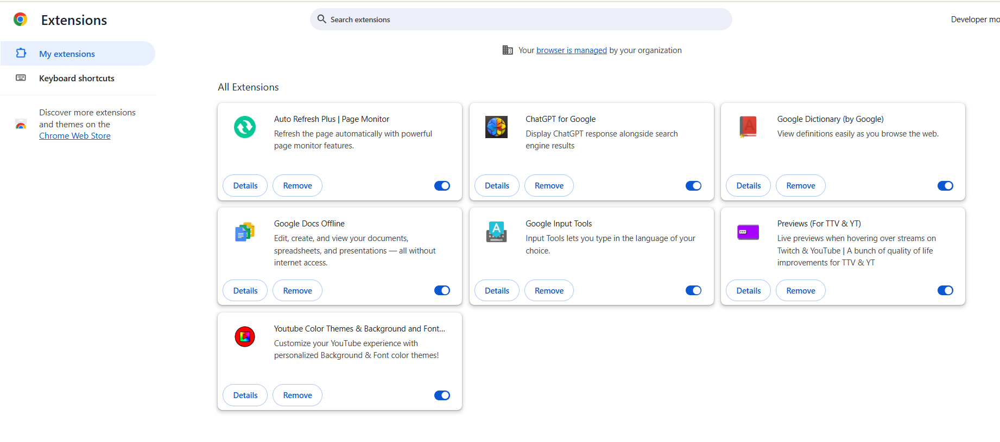 Extensions
Search extensions
Developer mo
My extensions
Your browser is managed by your organization
Keyboard shortcuts
All Extensions
Discover more extensions
and themes on the
Chrome Web Store
Auto Refresh Plus | Page Monitor
Refresh the page automatically with powerful
page monitor features.
Details
Remove
ChatGPT for Google
Display ChatGPT response alongside search
engine results
Details
Remove
Google Dictionary (by Google)
View definitions easily as you browse the web.
Details
Remove
Google Docs Offline
Edit, create, and view your documents,
spreadsheets, and presentations — all without
internet access.
Details
Remove
Google Input Tools
Input Tools lets you type in the language of your
choice.
Details
Remove
Previews (For TTV & YT)
Live previews when hovering over streams on
Twitch & YouTube | A bunch of quality of life
improvements for TTV & YT
Details
Remove
Youtube Color Themes & Background and Font...
Customize your YouTube experience with
personalized Background & Font color themes!
Details
Remove